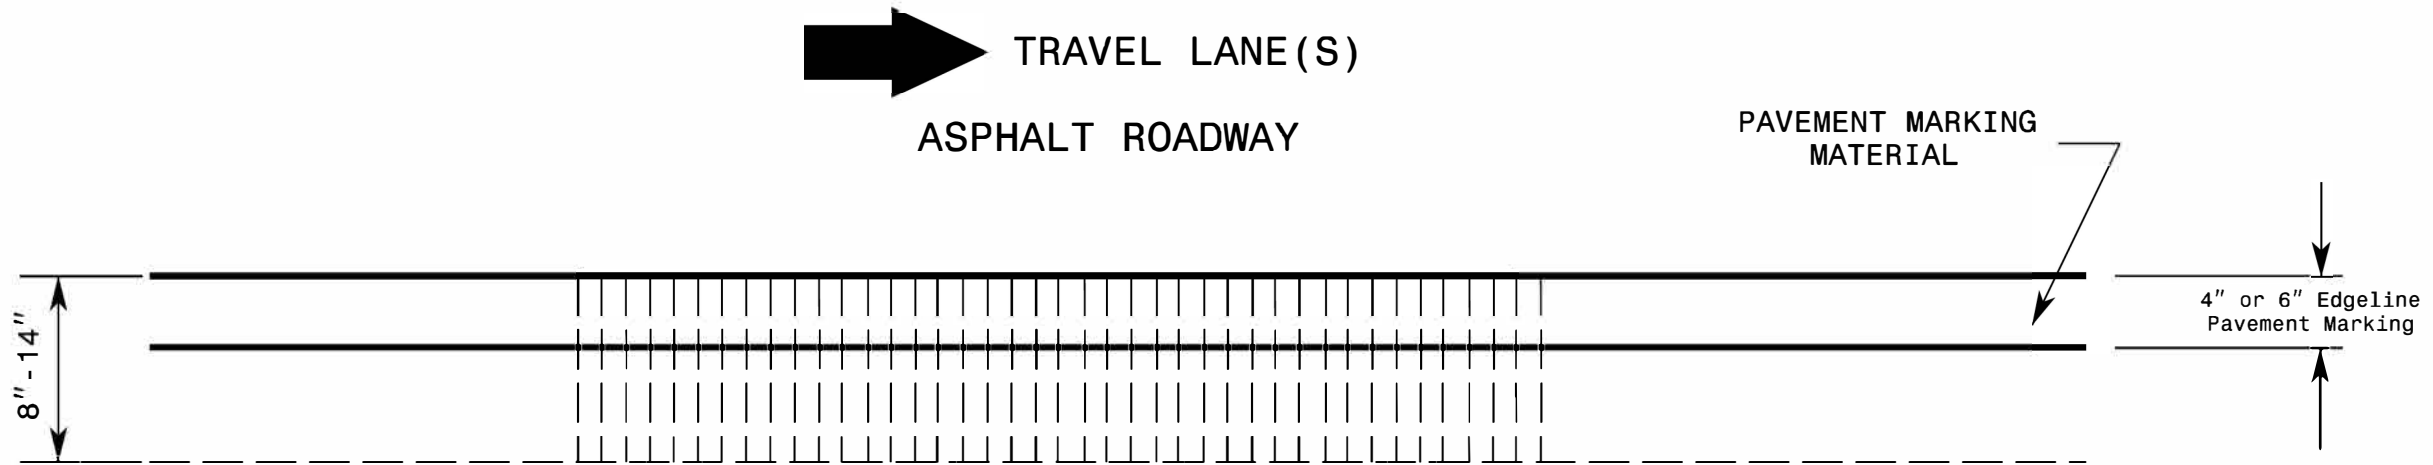 TRAVEL LANE(S)
ASPHALT ROADWAY
PAVEMENT MARKING
MATERIAL
8"-14"
4" or 6" Edgeline
Pavement Marking